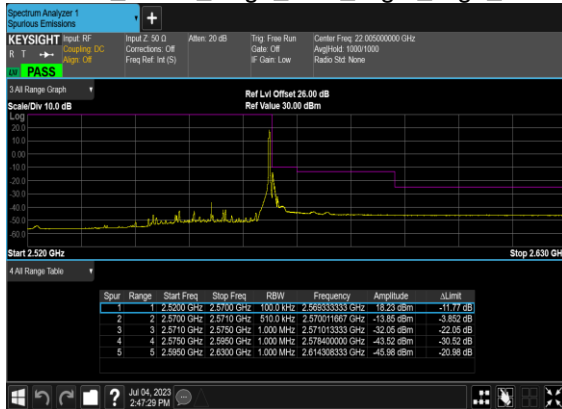 Spectrum Analyzer 1
Spurious Emissions
+
KEYSIGHT
R T
LXI
PASS
Input: RF
Coupling: DC
Align: Off
Input Z: 50 Ω
Corrections: Off
Freq Ref: Int (S)
Atten: 20 dB
Trig: Free Run
Gate: Off
IF Gain: Low
Center Freq: 22.005000000 GHz
Avg|Hold: 1000/1000
Radio Std: None
3 All Range Graph
Scale/Div 10.0 dB
Ref Lvl Offset 26.00 dB
Ref Value 30.00 dBm
Log
20.0
10.0
0.00
-10.0
-20.0
-30.0
-40.0
-50.0
-60.0
Start 2.520 GHz
Stop 2.630 GHz
4 All Range Table
Spur Range Start Freq Stop Freq RBW Frequency Amplitude ΔLimit
1 1 2.5200 GHz 2.5700 GHz 100.0 kHz 2.569333333 GHz 18.23 dBm -11.77 dB
2 2 2.5700 GHz 2.5710 GHz 510.0 kHz 2.570011667 GHz -13.85 dBm -3.852 dB
3 3 2.5710 GHz 2.5750 GHz 1.000 MHz 2.571013333 GHz -32.05 dBm -22.05 dB
4 4 2.5750 GHz 2.5950 GHz 1.000 MHz 2.578400000 GHz -43.52 dBm -30.52 dB
5 5 2.5950 GHz 2.6300 GHz 1.000 MHz 2.614308333 GHz -45.98 dBm -20.98 dB
?
Jul 04, 2023
2:47:29 PM